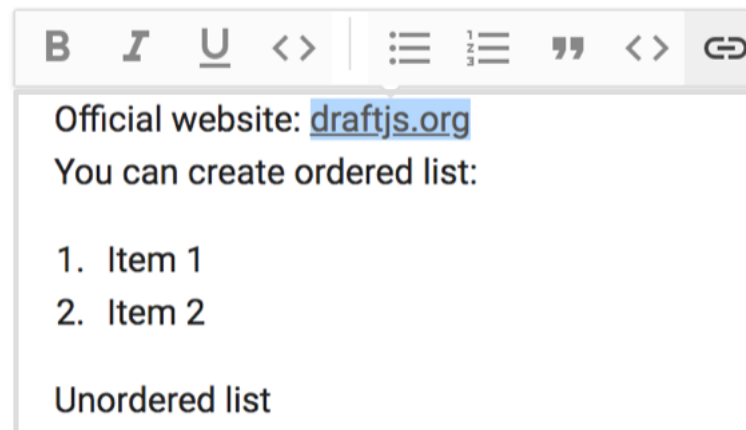 B I U <>
Official website: draftjs.org
You can create ordered list:
1. Item 1
2. Item 2
Unordered list